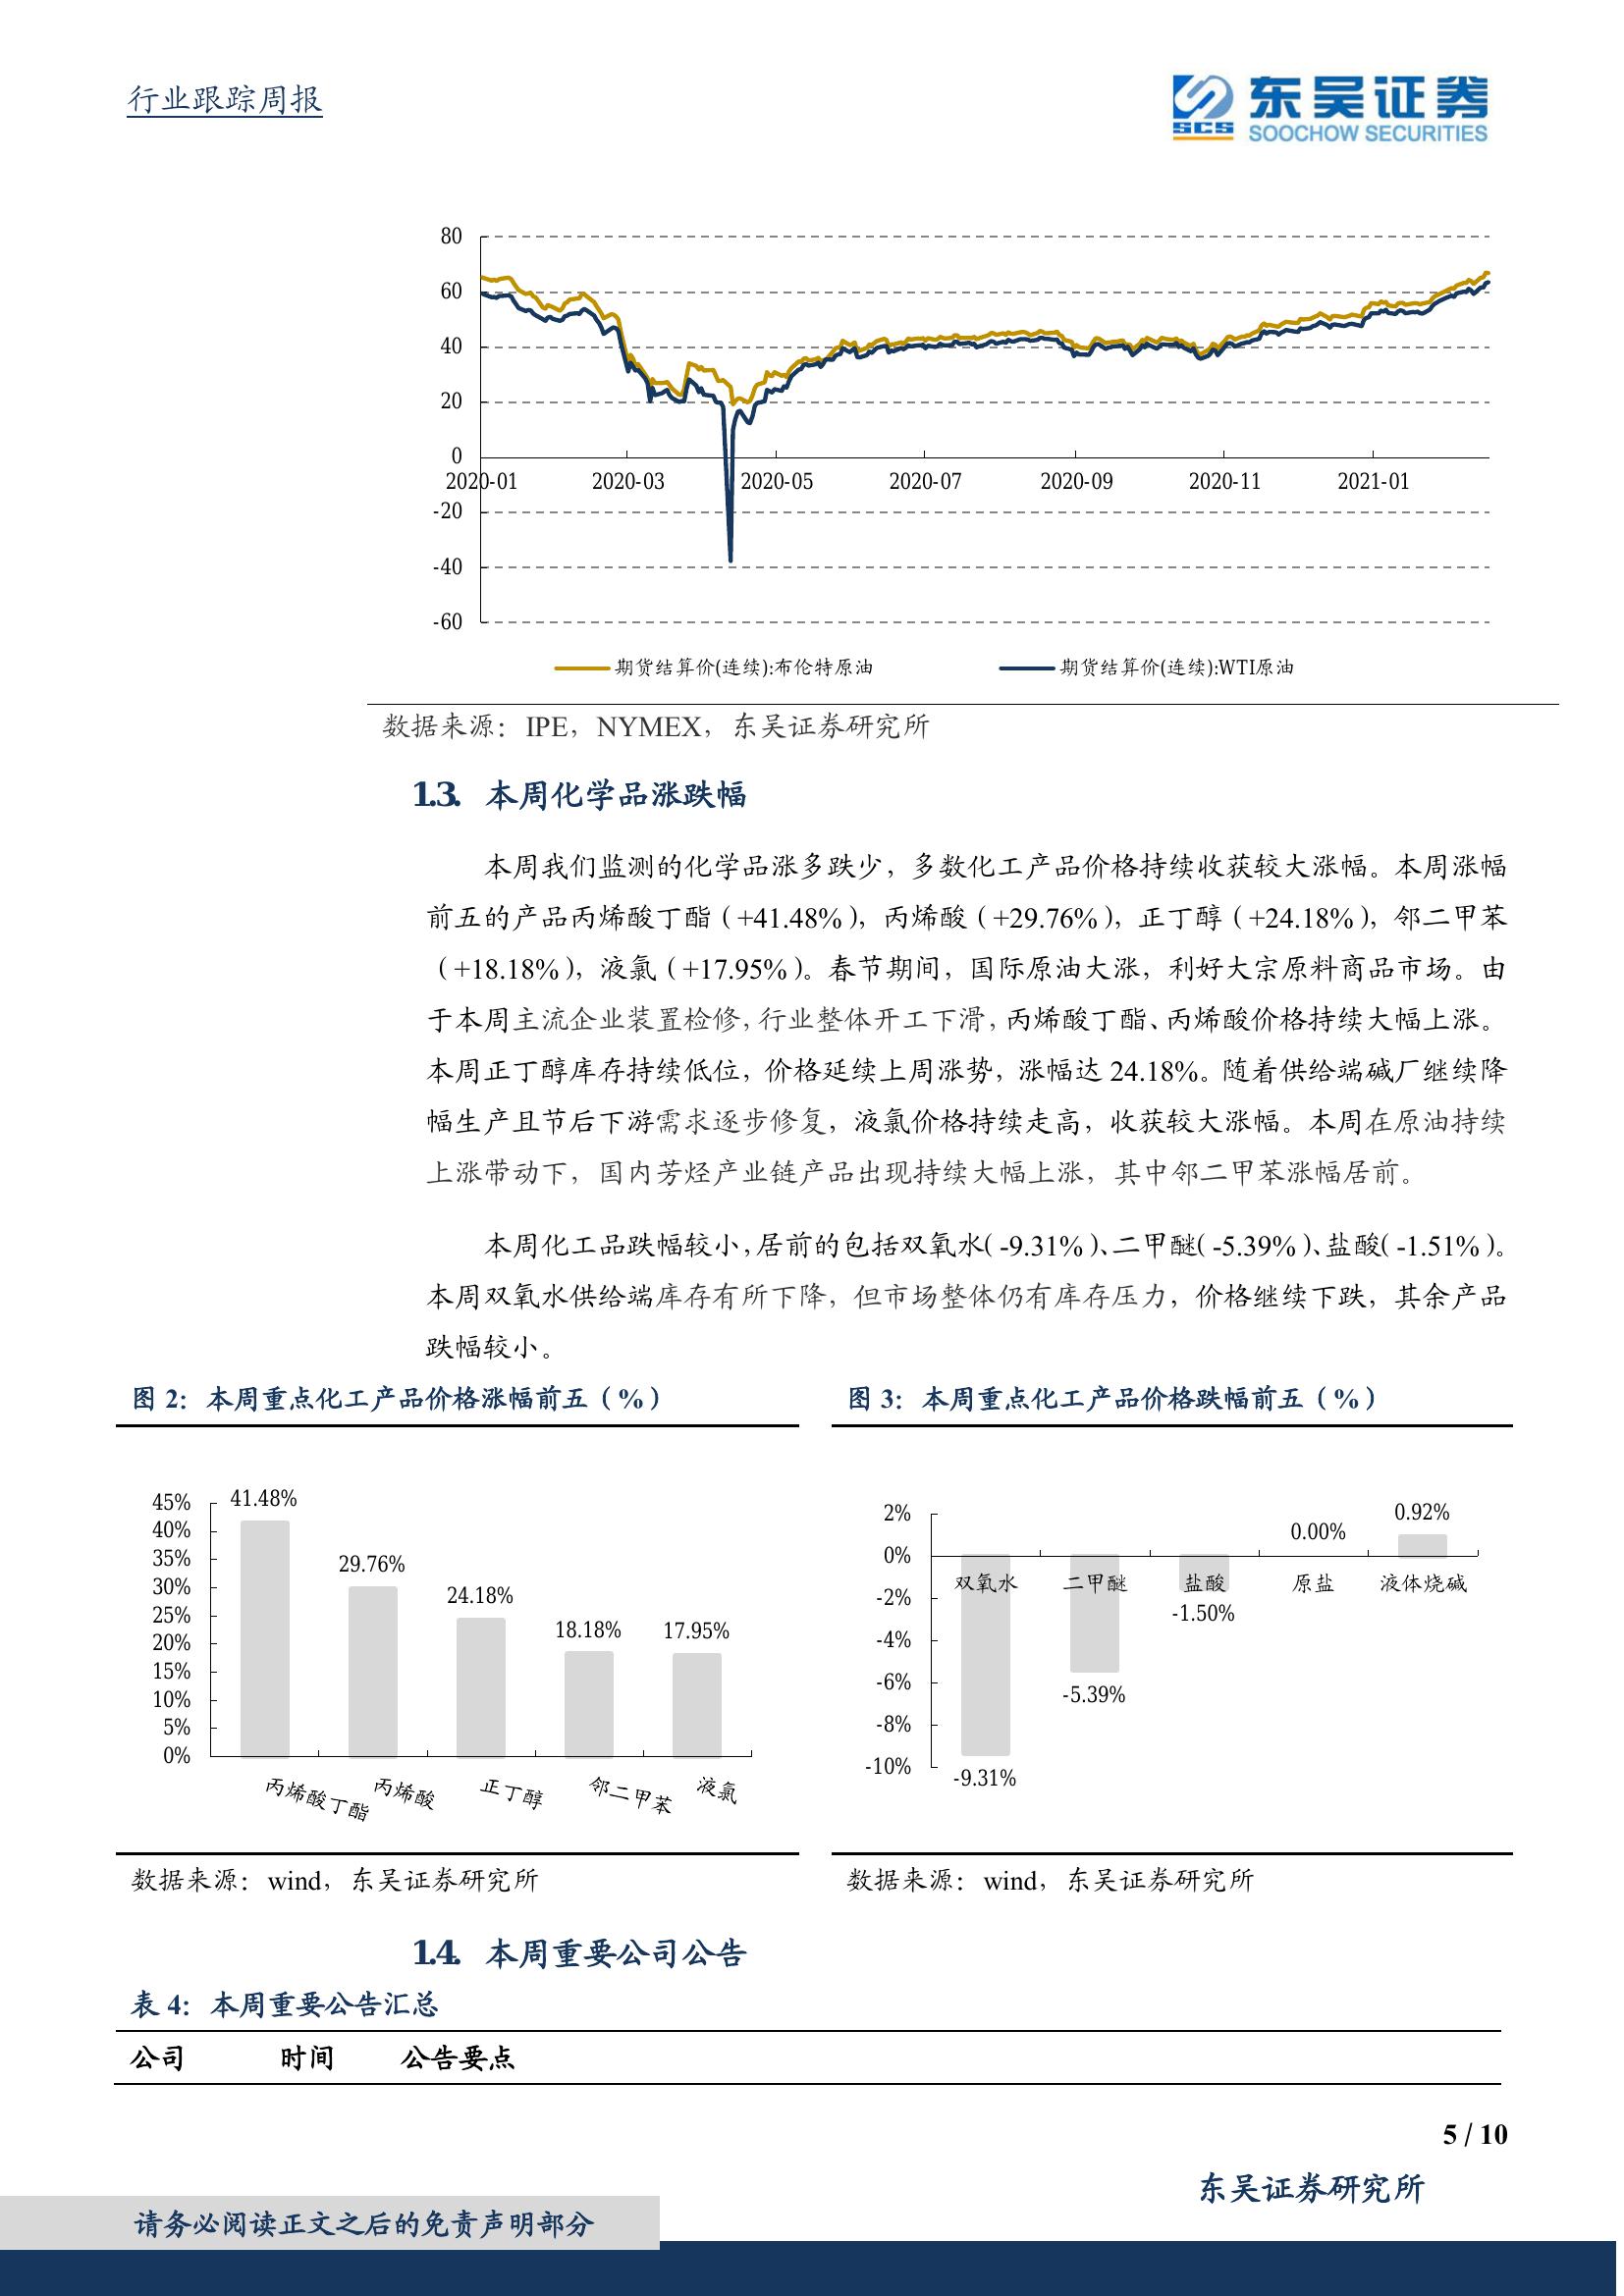 行业跟踪周报
SCS 东吴证券
SOOCHOW SECURITIES
80
60
40
20
0
2020-01 2020-03 2020-05 2020-07 2020-09 2020-11 2021-01
-20
-40
-60
期货结算价(连续):布伦特原油 期货结算价(连续):WTI原油
数据来源：IPE，NYMEX，东吴证券研究所
1.3. 本周化学品涨跌幅
本周我们监测的化学品涨多跌少，多数化工产品价格持续收获较大涨幅。本周涨幅
前五的产品丙烯酸丁酯（+41.48%），丙烯酸（+29.76%），正丁醇（+24.18%），邻二甲苯
（+18.18%），液氯（+17.95%）。春节期间，国际原油大涨，利好大宗原料商品市场。由
于本周主流企业装置检修，行业整体开工下滑，丙烯酸丁酯、丙烯酸价格持续大幅上涨。
本周正丁醇库存持续低位，价格延续上周涨势，涨幅达 24.18%。随着供给端碱厂继续降
幅生产且节后下游需求逐步修复，液氯价格持续走高，收获较大涨幅。本周在原油持续
上涨带动下，国内芳烃产业链产品出现持续大幅上涨，其中邻二甲苯涨幅居前。
本周化工品跌幅较小，居前的包括双氧水（-9.31%）、二甲醚（-5.39%）、盐酸（-1.51%）。
本周双氧水供给端库存有所下降，但市场整体仍有库存压力，价格继续下跌，其余产品
跌幅较小。
图 2：本周重点化工产品价格涨幅前五（%）
45%
40%
35%
30%
25%
20%
15%
10%
5%
0%
41.48%
29.76%
24.18%
18.18%
17.95%
丙烯酸丁酯
丙烯酸
正丁醇
邻二甲苯
液氯
数据来源：wind，东吴证券研究所
图 3：本周重点化工产品价格跌幅前五（%）
2%
0%
-2%
-4%
-6%
-8%
-10%
双氧水
二甲醚
盐酸
原盐
液体烧碱
-9.31%
-5.39%
-1.50%
0.00%
0.92%
数据来源：wind，东吴证券研究所
1.4. 本周重要公司公告
表 4：本周重要公告汇总
公司 时间 公告要点
5 / 10
东吴证券研究所
请务必阅读正文之后的免责声明部分